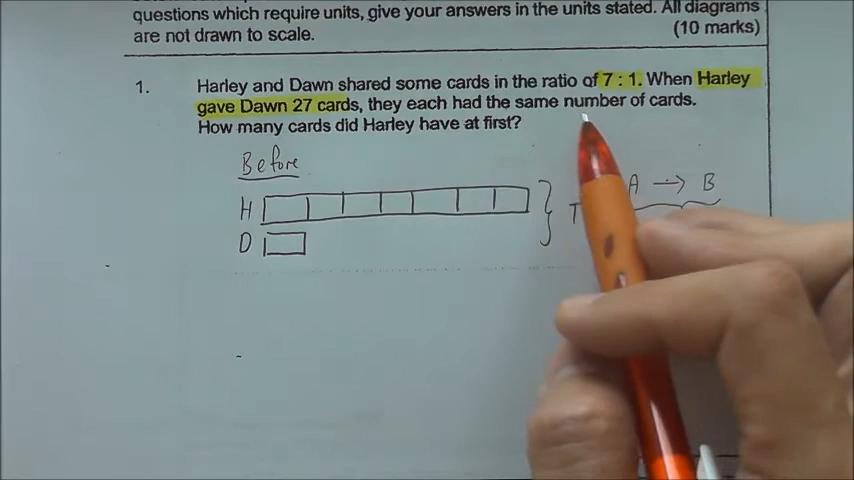 questions which require units, give your answers in the units stated. All diagrams
are not drawn to scale. (10 marks)
1. Harley and Dawn shared some cards in the ratio of 7 : 1. When Harley
gave Dawn 27 cards, they each had the same number of cards.
How many cards did Harley have at first?
Before
H
A → B
T
D